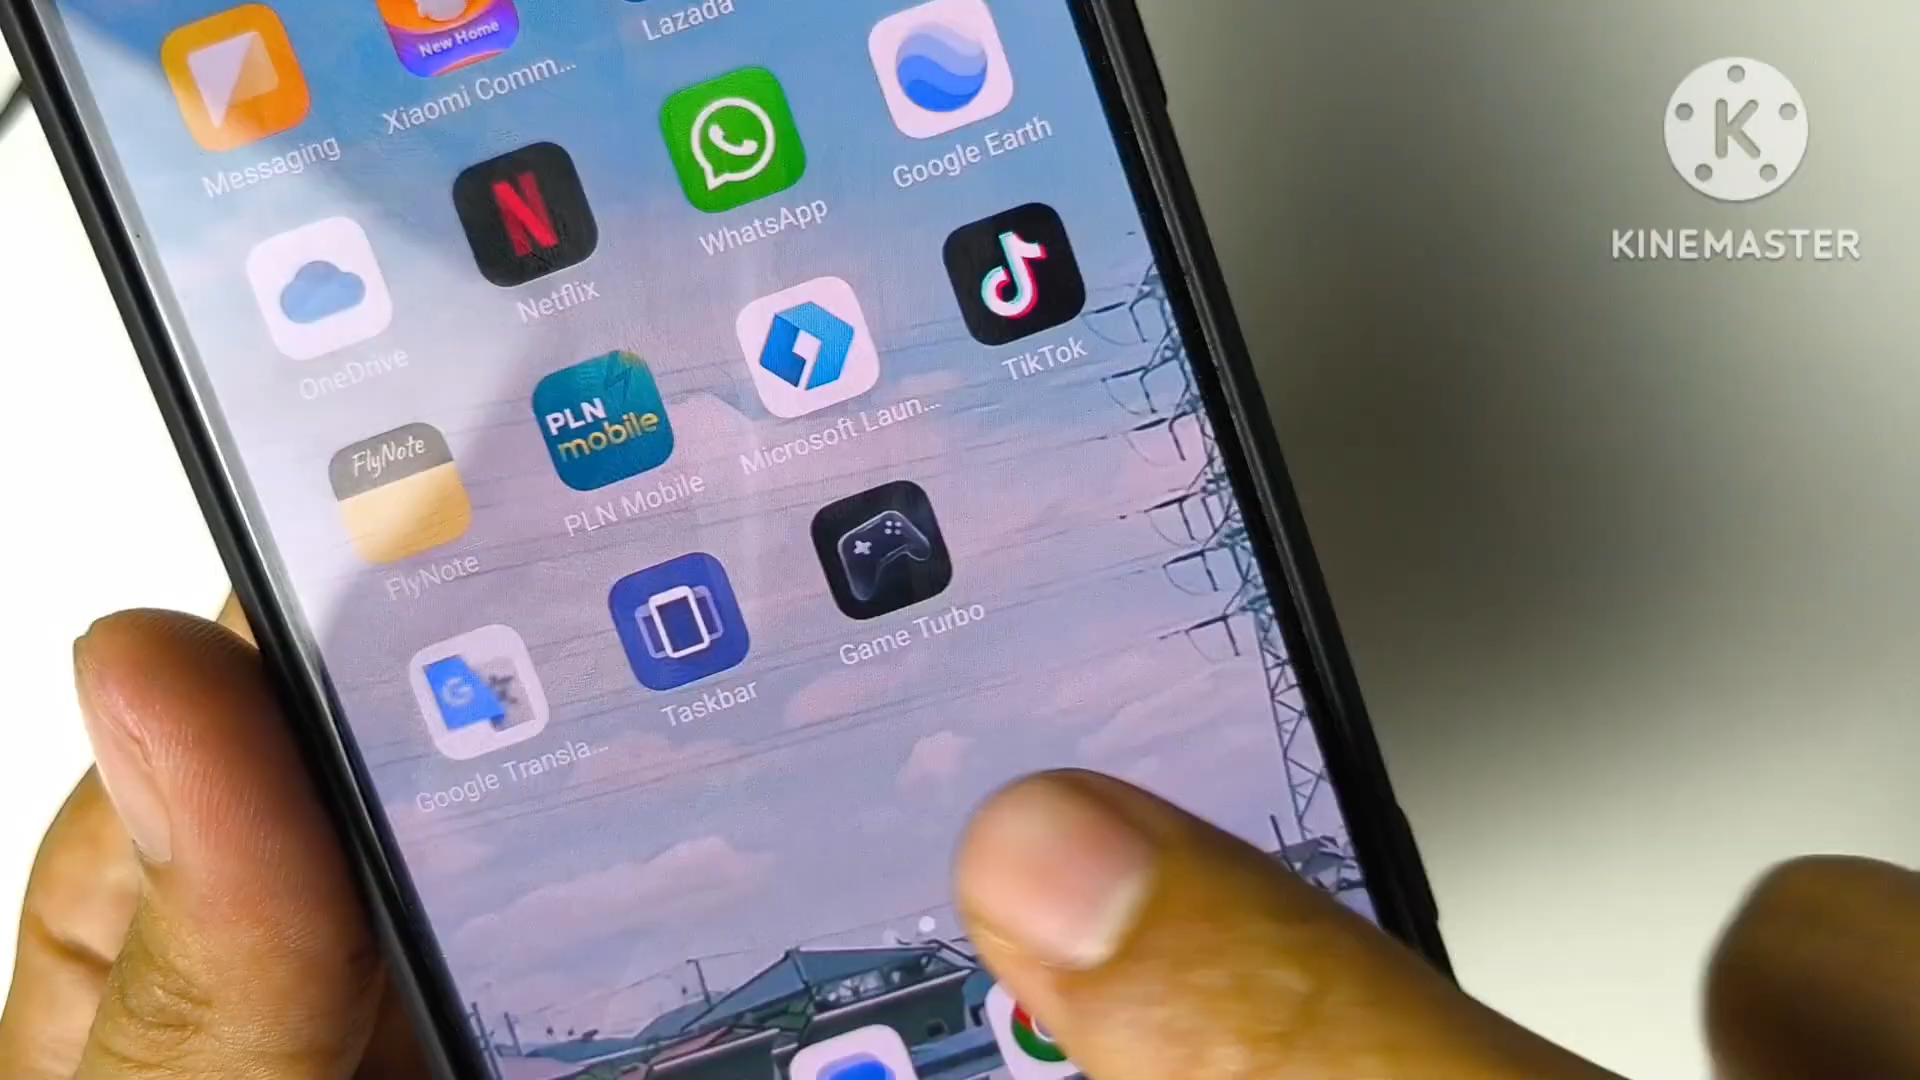 New Home
Lazada
Messaging
Xiaomi Comm...
WhatsApp
Google Earth
OneDrive
N
Netflix
PLN
mobile
PLN Mobile
Microsoft Laun...
TikTok
FlyNote
FlyNote
G
Google Transla...
Taskbar
Game Turbo
K
KINEMASTER